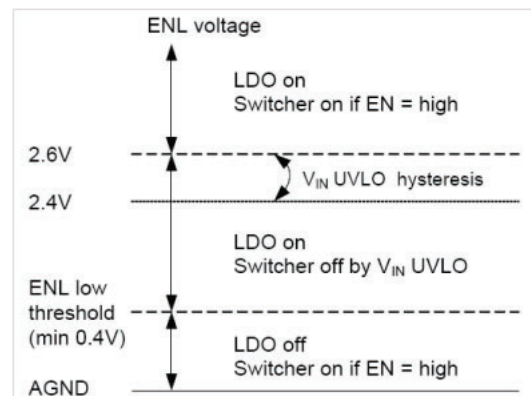 ENL voltage
LDO on
Switcher on if EN = high
2.6V
VIN UVLO hysteresis
2.4V
LDO on
Switcher off by VIN UVLO
ENL low
threshold
(min 0.4V)
LDO off
Switcher on if EN = high
AGND